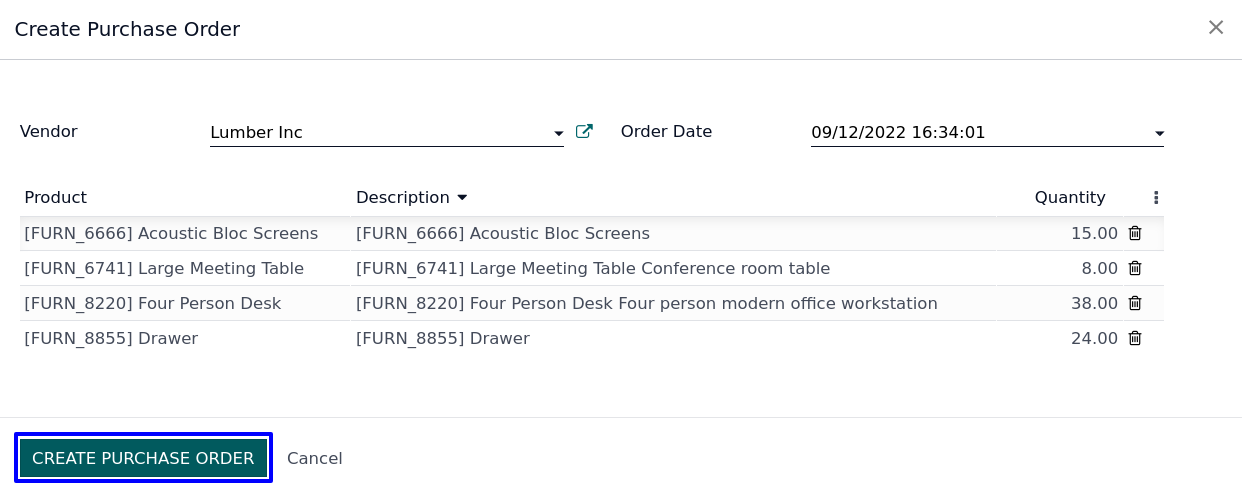 Create Purchase Order
Vendor Lumber Inc Order Date 09/12/2022 16:34:01
Product Description Quantity
[FURN_6666] Acoustic Bloc Screens [FURN_6666] Acoustic Bloc Screens 15.00
[FURN_6741] Large Meeting Table [FURN_6741] Large Meeting Table Conference room table 8.00
[FURN_8220] Four Person Desk [FURN_8220] Four Person Desk Four person modern office workstation 38.00
[FURN_8855] Drawer [FURN_8855] Drawer 24.00
CREATE PURCHASE ORDER Cancel